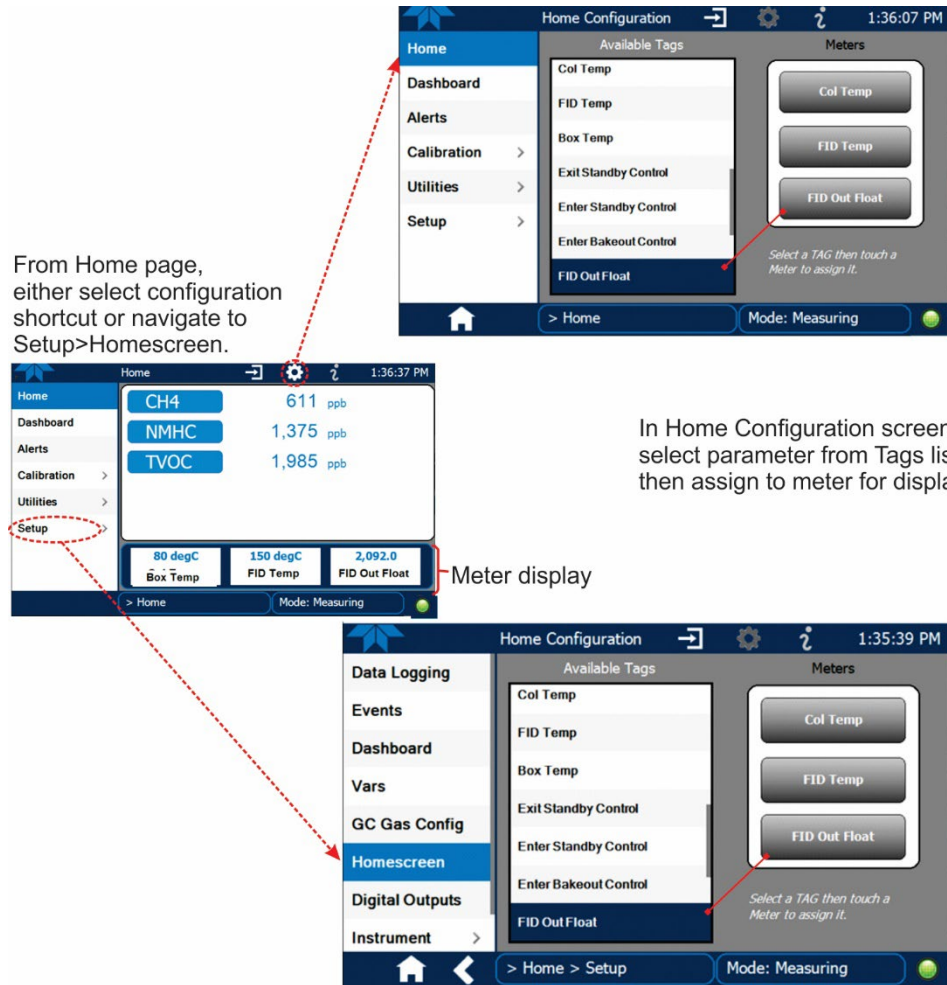 Home Configuration
1:36:07 PM
Home
Dashboard
Alerts
Calibration >
Utilities >
Setup >
Available Tags
Col Temp
FID Temp
Box Temp
Exit Standby Control
Enter Standby Control
Enter Bakeout Control
FID Out Float
Meters
Col Temp
FID Temp
FID Out Float
Select a TAG then touch a
Meter to assign it.
> Home
Mode: Measuring
From Home page,
either select configuration
shortcut or navigate to
Setup>Homescreen.
Home
1:36:37 PM
Home
Dashboard
Alerts
Calibration >
Utilities >
Setup >
CH4 611 ppb
NMHC 1,375 ppb
TVOC 1,985 ppb
80 degC
Box Temp
150 degC
FID Temp
2,092.0
FID Out Float
> Home
Mode: Measuring
Meter display
In Home Configuration screen
select parameter from Tags
then assign to meter for
Home Configuration
1:35:39 PM
Data Logging
Events
Dashboard
Vars
GC Gas Config
Homescreen
Digital Outputs
Instrument >
Available Tags
Col Temp
FID Temp
Box Temp
Exit Standby Control
Enter Standby Control
Enter Bakeout Control
FID Out Float
Meters
Col Temp
FID Temp
FID Out Float
Select a TAG then touch a
Meter to assign it.
> Home > Setup
Mode: Measuring